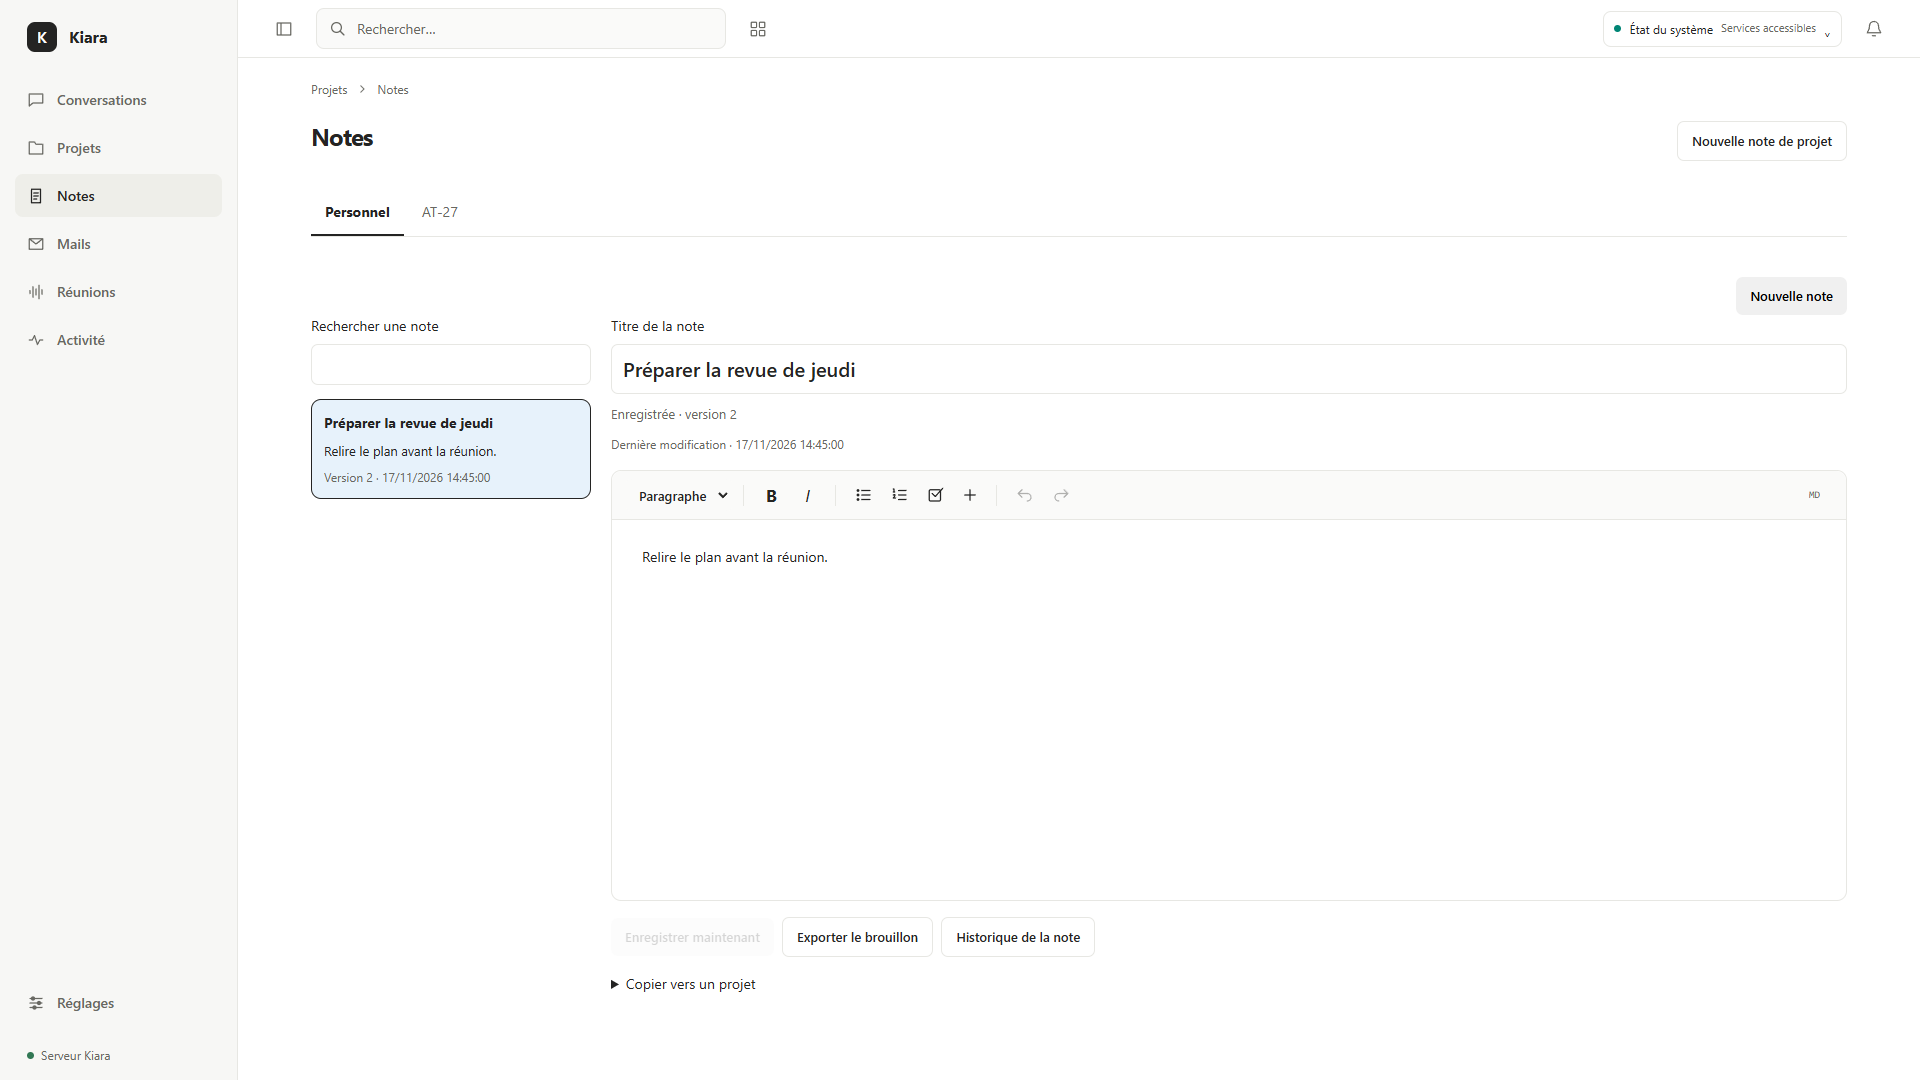 K Kiara
Conversations
Projets
Notes
Mails
Réunions
Activité
Réglages
Serveur Kiara
Rechercher...
État du système Services accessibles
Projets > Notes
Notes
Nouvelle note de projet
Personnel AT-27
Nouvelle note
Rechercher une note
Préparer la revue de jeudi
Relire le plan avant la réunion.
Version 2 · 17/11/2026 14:45:00
Titre de la note
Préparer la revue de jeudi
Enregistrée · version 2
Dernière modification · 17/11/2026 14:45:00
Paragraphe B I MD
Relire le plan avant la réunion.
Enregistrer maintenant Exporter le brouillon Historique de la note
Copier vers un projet